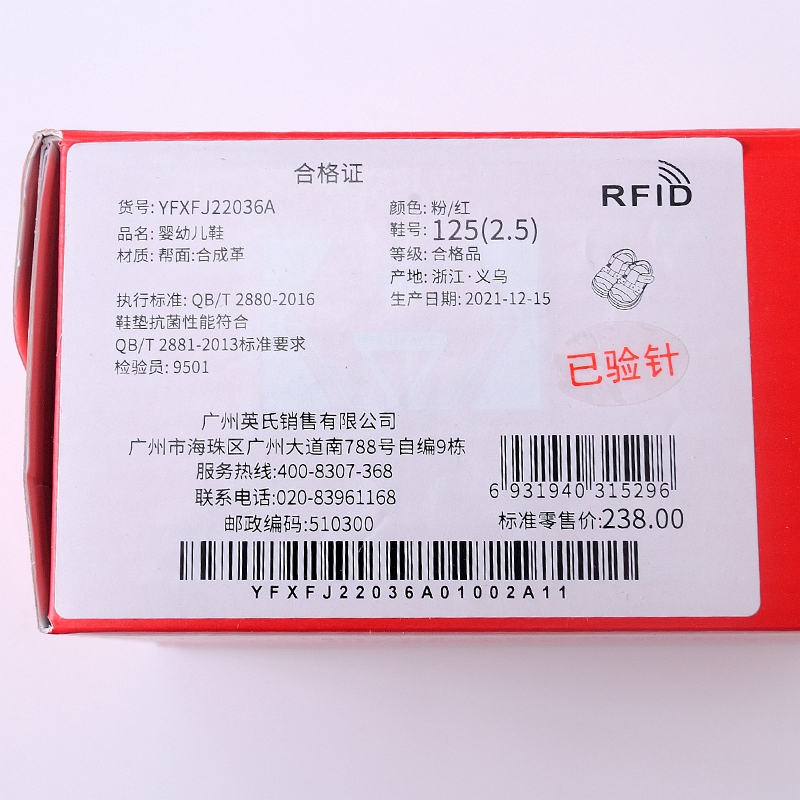 合格证
RFID
货号: YFXFJ22036A
品名: 婴幼儿鞋
材质: 帮面:合成革
颜色: 粉/红
鞋号: 125(2.5)
等级: 合格品
产地: 浙江·义乌
生产日期: 2021-12-15
执行标准: QB/T 2880-2016
鞋垫抗菌性能符合
QB/T 2881-2013标准要求
检验员: 9501
已验针
广州英氏销售有限公司
广州市海珠区广州大道南788号自编9栋
服务热线:400-8307-368
联系电话:020-83961168
邮政编码:510300
6 931940 315296
标准零售价:238.00
YFXFJ22036A01002A11